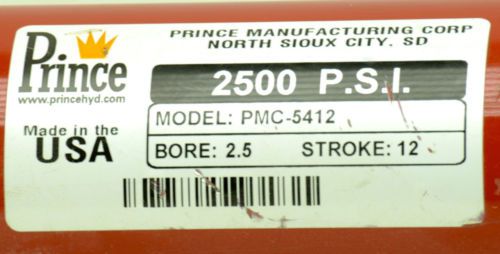 Prince
www.princehyd.com
Made in the
USA
PRINCE MANUFACTURING CORP
NORTH SIOUX CITY, SD
2500 P.S.I.
MODEL: PMC-5412
BORE: 2.5 STROKE: 12